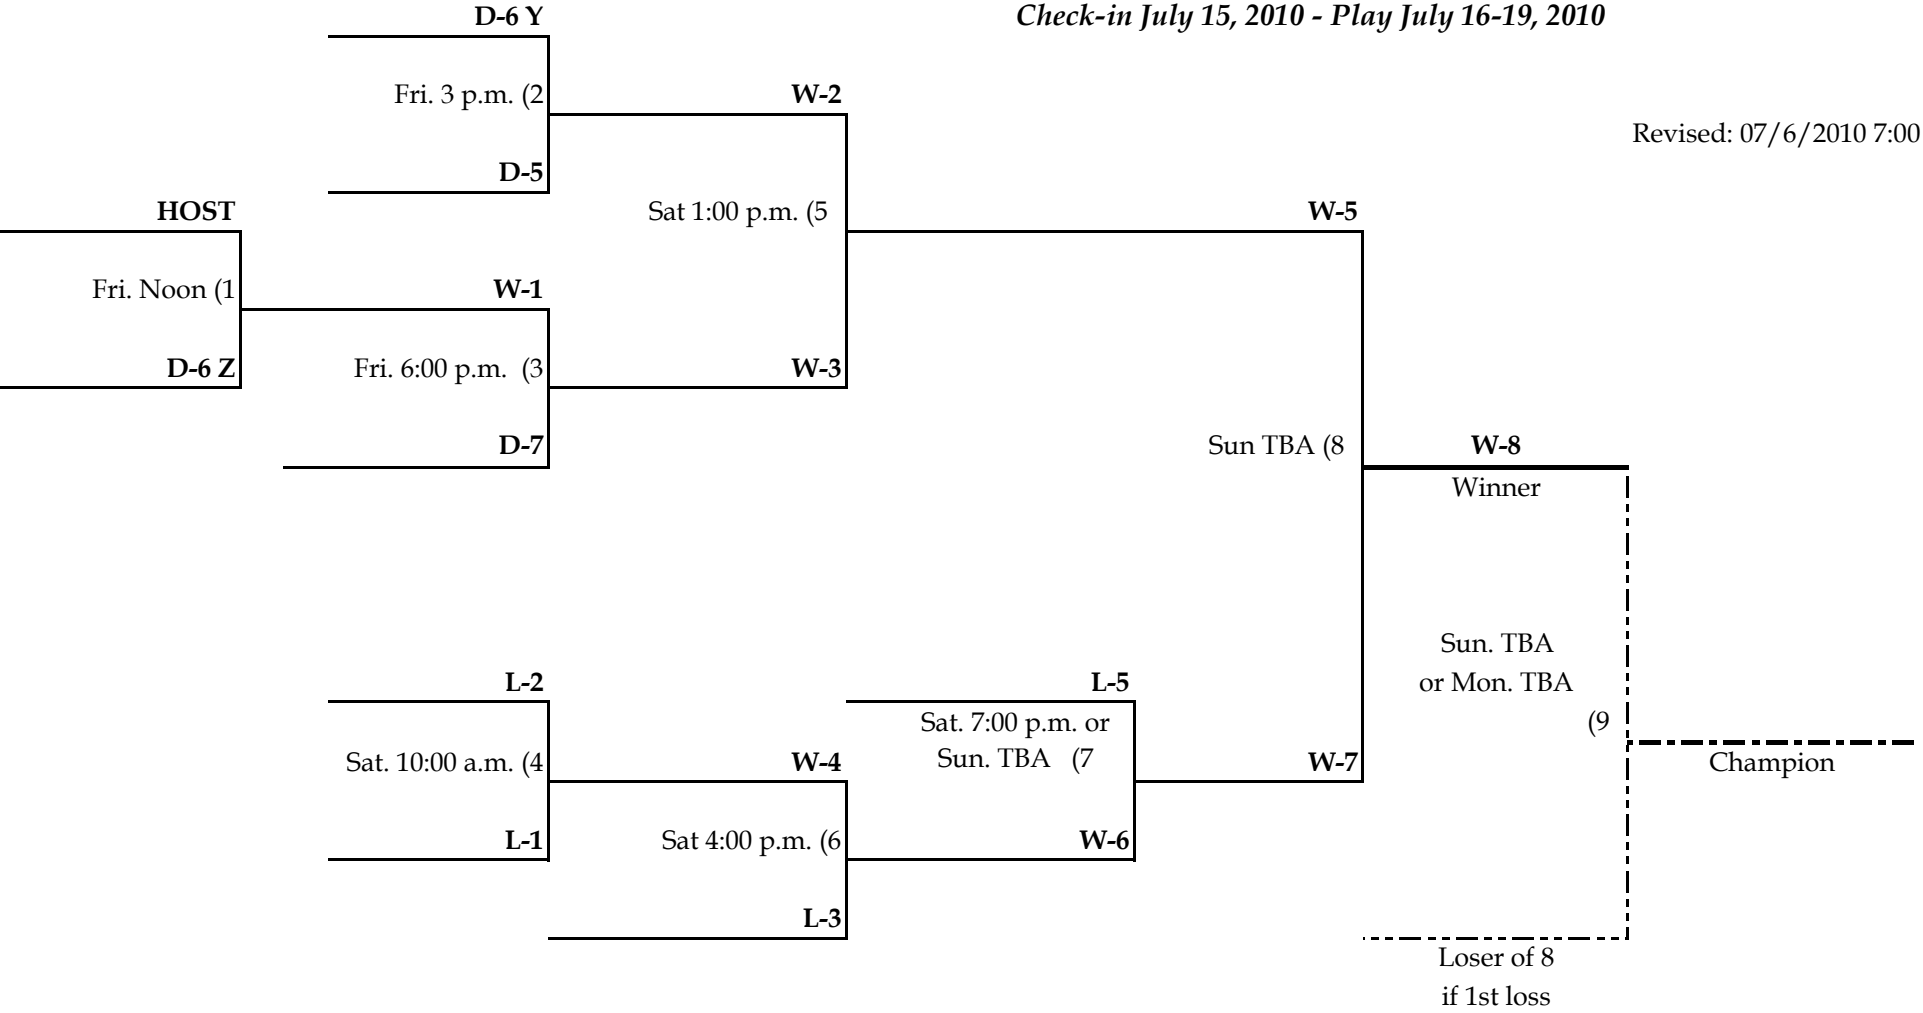 D-6 Y
Check-in July 15, 2010 - Play July 16-19, 2010
Fri. 3 p.m. (2
W-2
Revised: 07/6/2010 7:00
D-5
HOST
Sat 1:00 p.m. (5
W-5
Fri. Noon (1
W-1
D-6 Z
Fri. 6:00 p.m. (3
W-3
D-7
Sun TBA (8
W-8
Winner
Sun. TBA
or Mon. TBA
(9
L-2
L-5
Sat. 7:00 p.m. or
Sun. TBA (7
Sat. 10:00 a.m. (4
W-4
W-7
Champion
L-1
Sat 4:00 p.m. (6
W-6
L-3
Loser of 8
if 1st loss